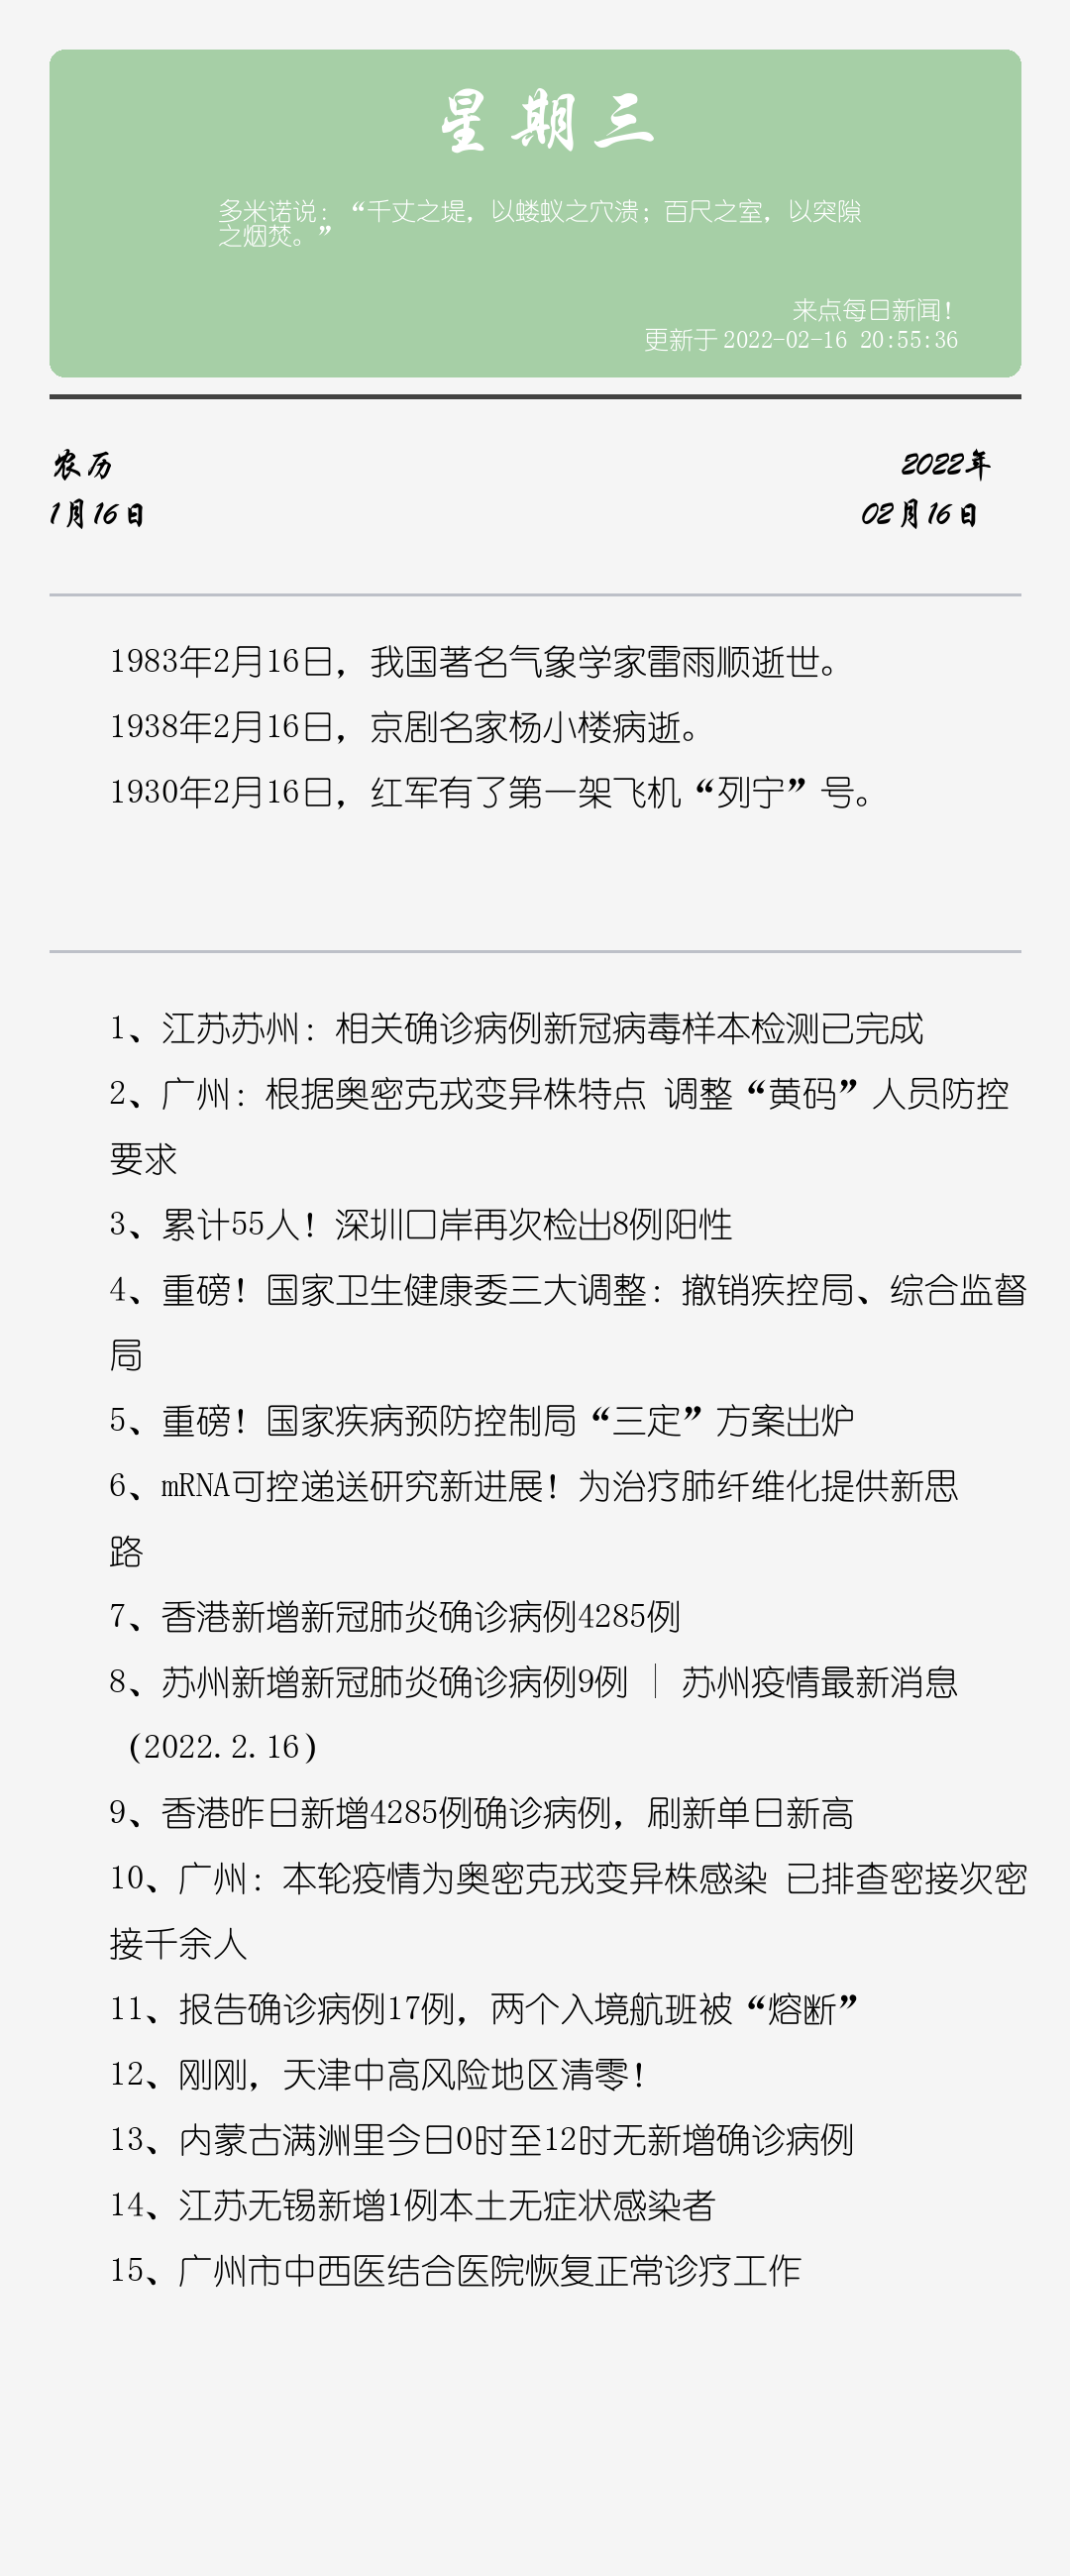 星期三
多米诺说：“千丈之堤，以蝼蚁之穴溃；百尺之室，以突隙
之烟焚。”
来点每日新闻！
更新于 2022-02-16 20:55:36
农历
2022年
1月16日
02月16日
1983年2月16日，我国著名气象学家雷雨顺逝世。
1938年2月16日，京剧名家杨小楼病逝。
1930年2月16日，红军有了第一架飞机“列宁”号。
1、江苏苏州：相关确诊病例新冠病毒样本检测已完成
2、广州：根据奥密克戎变异株特点 调整“黄码”人员防控
要求
3、累计55人！深圳口岸再次检出8例阳性
4、重磅！国家卫生健康委三大调整：撤销疾控局、综合监督
局
5、重磅！国家疾病预防控制局“三定”方案出炉
6、mRNA可控递送研究新进展！为治疗肺纤维化提供新思
路
7、香港新增新冠肺炎确诊病例4285例
8、苏州新增新冠肺炎确诊病例9例 | 苏州疫情最新消息
（2022.2.16）
9、香港昨日新增4285例确诊病例，刷新单日新高
10、广州：本轮疫情为奥密克戎变异株感染 已排查密接次密
接千余人
11、报告确诊病例17例，两个入境航班被“熔断”
12、刚刚，天津中高风险地区清零！
13、内蒙古满洲里今日0时至12时无新增确诊病例
14、江苏无锡新增1例本土无症状感染者
15、广州市中西医结合医院恢复正常诊疗工作